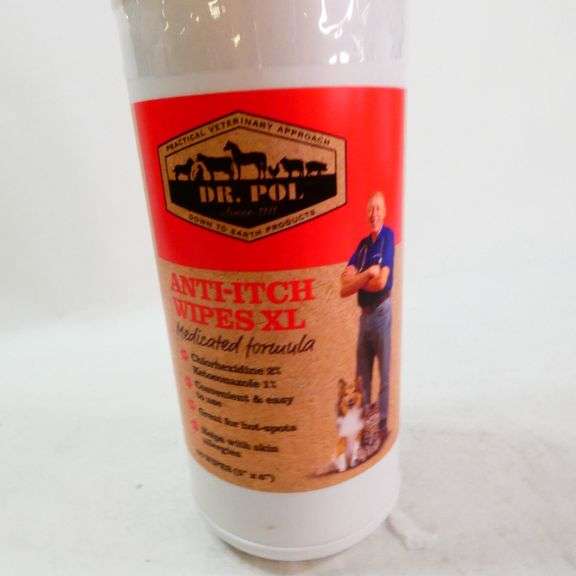 PRACTICAL VETERINARY APPROACH
DR. POL
DOWN TO EARTH PRODUCTS
ANTI-ITCH
WIPES XL
Medicated formula
Chlorhexidine 2%
Ketoconazole 1%
Convenient & easy
to use
Great for hot-spots
Helps with skin
allergies